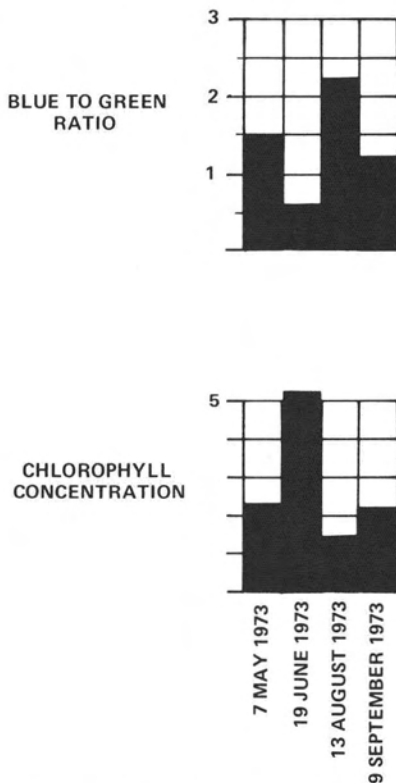 3
BLUE TO GREEN
RATIO
2
1
5
CHLOROPHYLL
CONCENTRATION
7 MAY 1973
19 JUNE 1973
13 AUGUST 1973
9 SEPTEMBER 1973